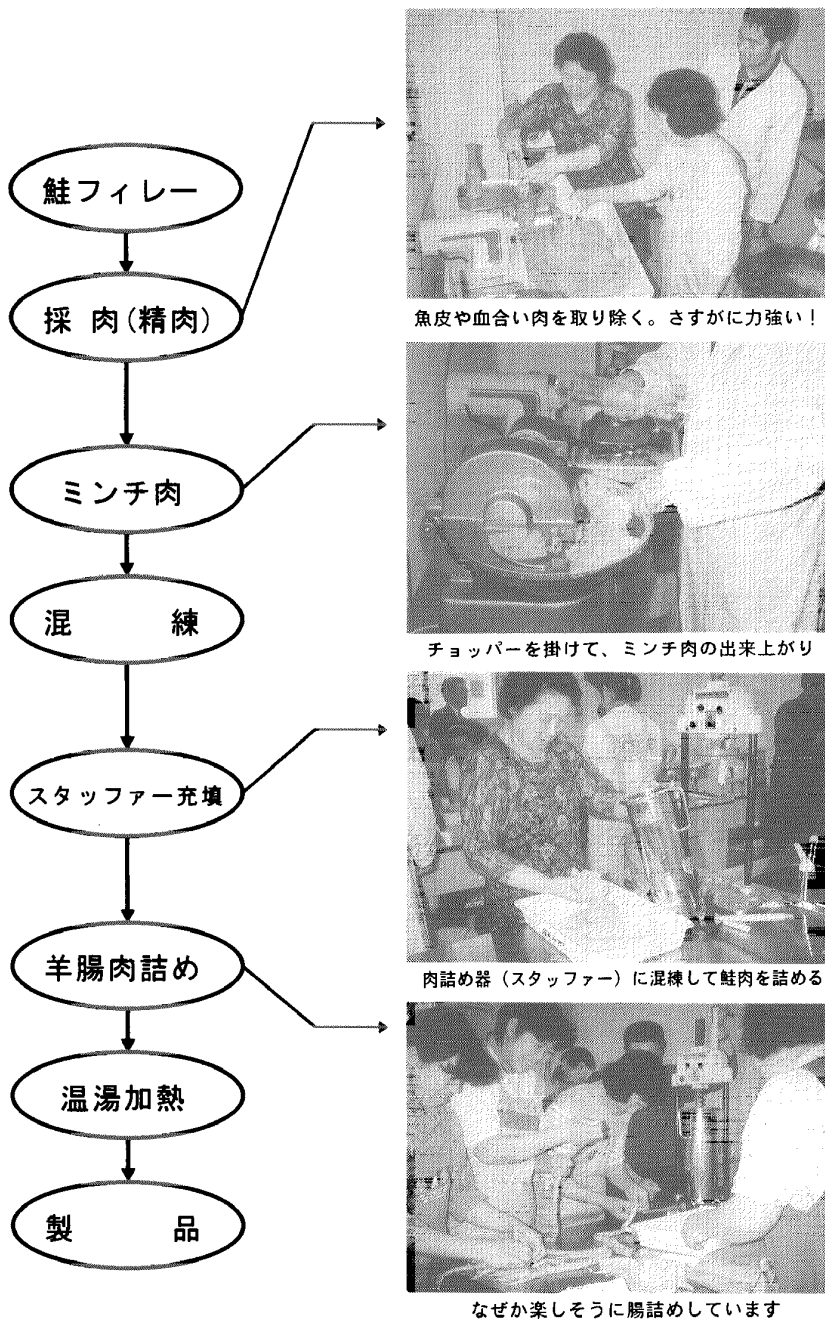 鮭フィレー
採 肉(精肉)
ミンチ肉
混 練
スタッファー充填
羊腸肉詰め
温湯加熱
製 品
魚皮や血合い肉を取り除く。さすがに力強い！
チョッパーを掛けて、ミンチ肉の出来上がり
肉詰め器（スタッファー）に混練して鮭肉を詰める
なぜか楽しそうに腸詰めしています